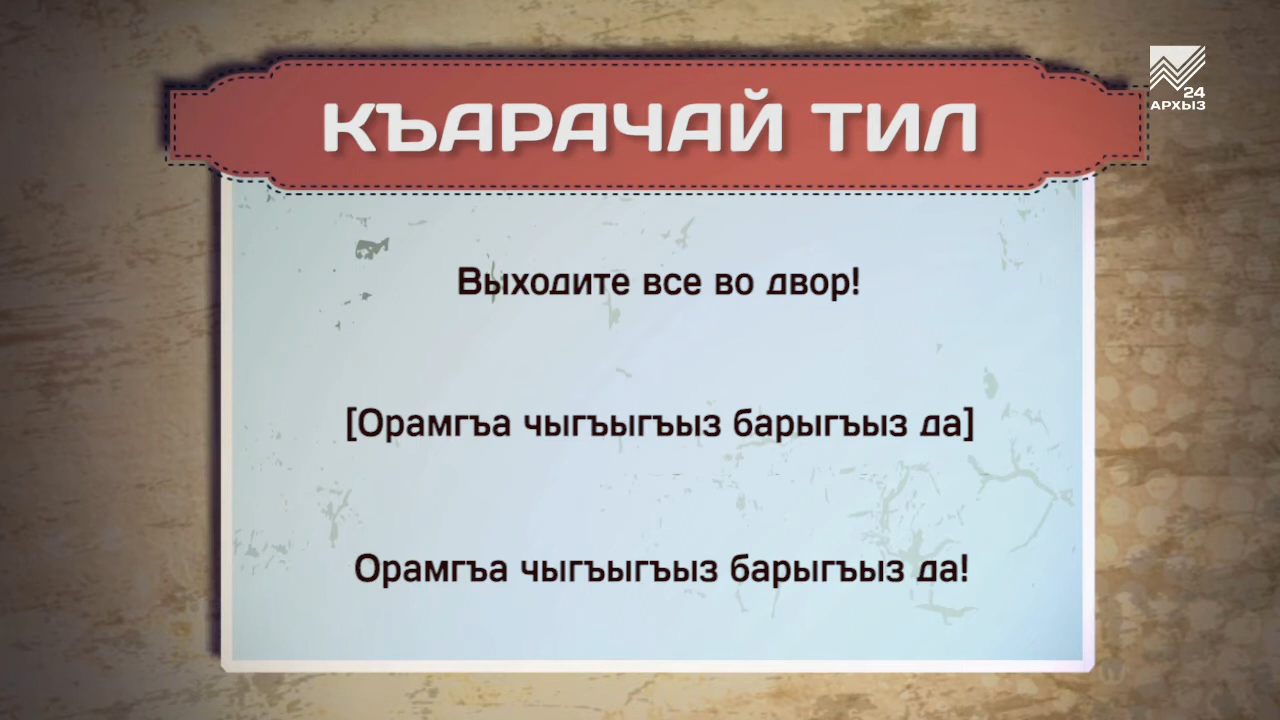 КЪАРАЧАЙ ТИЛ
24
АРХЫЗ
Выходите все во двор!
[Орамгъа чыгъыгъыз барыгъыз да]
Орамгъа чыгъыгъыз барыгъыз да!